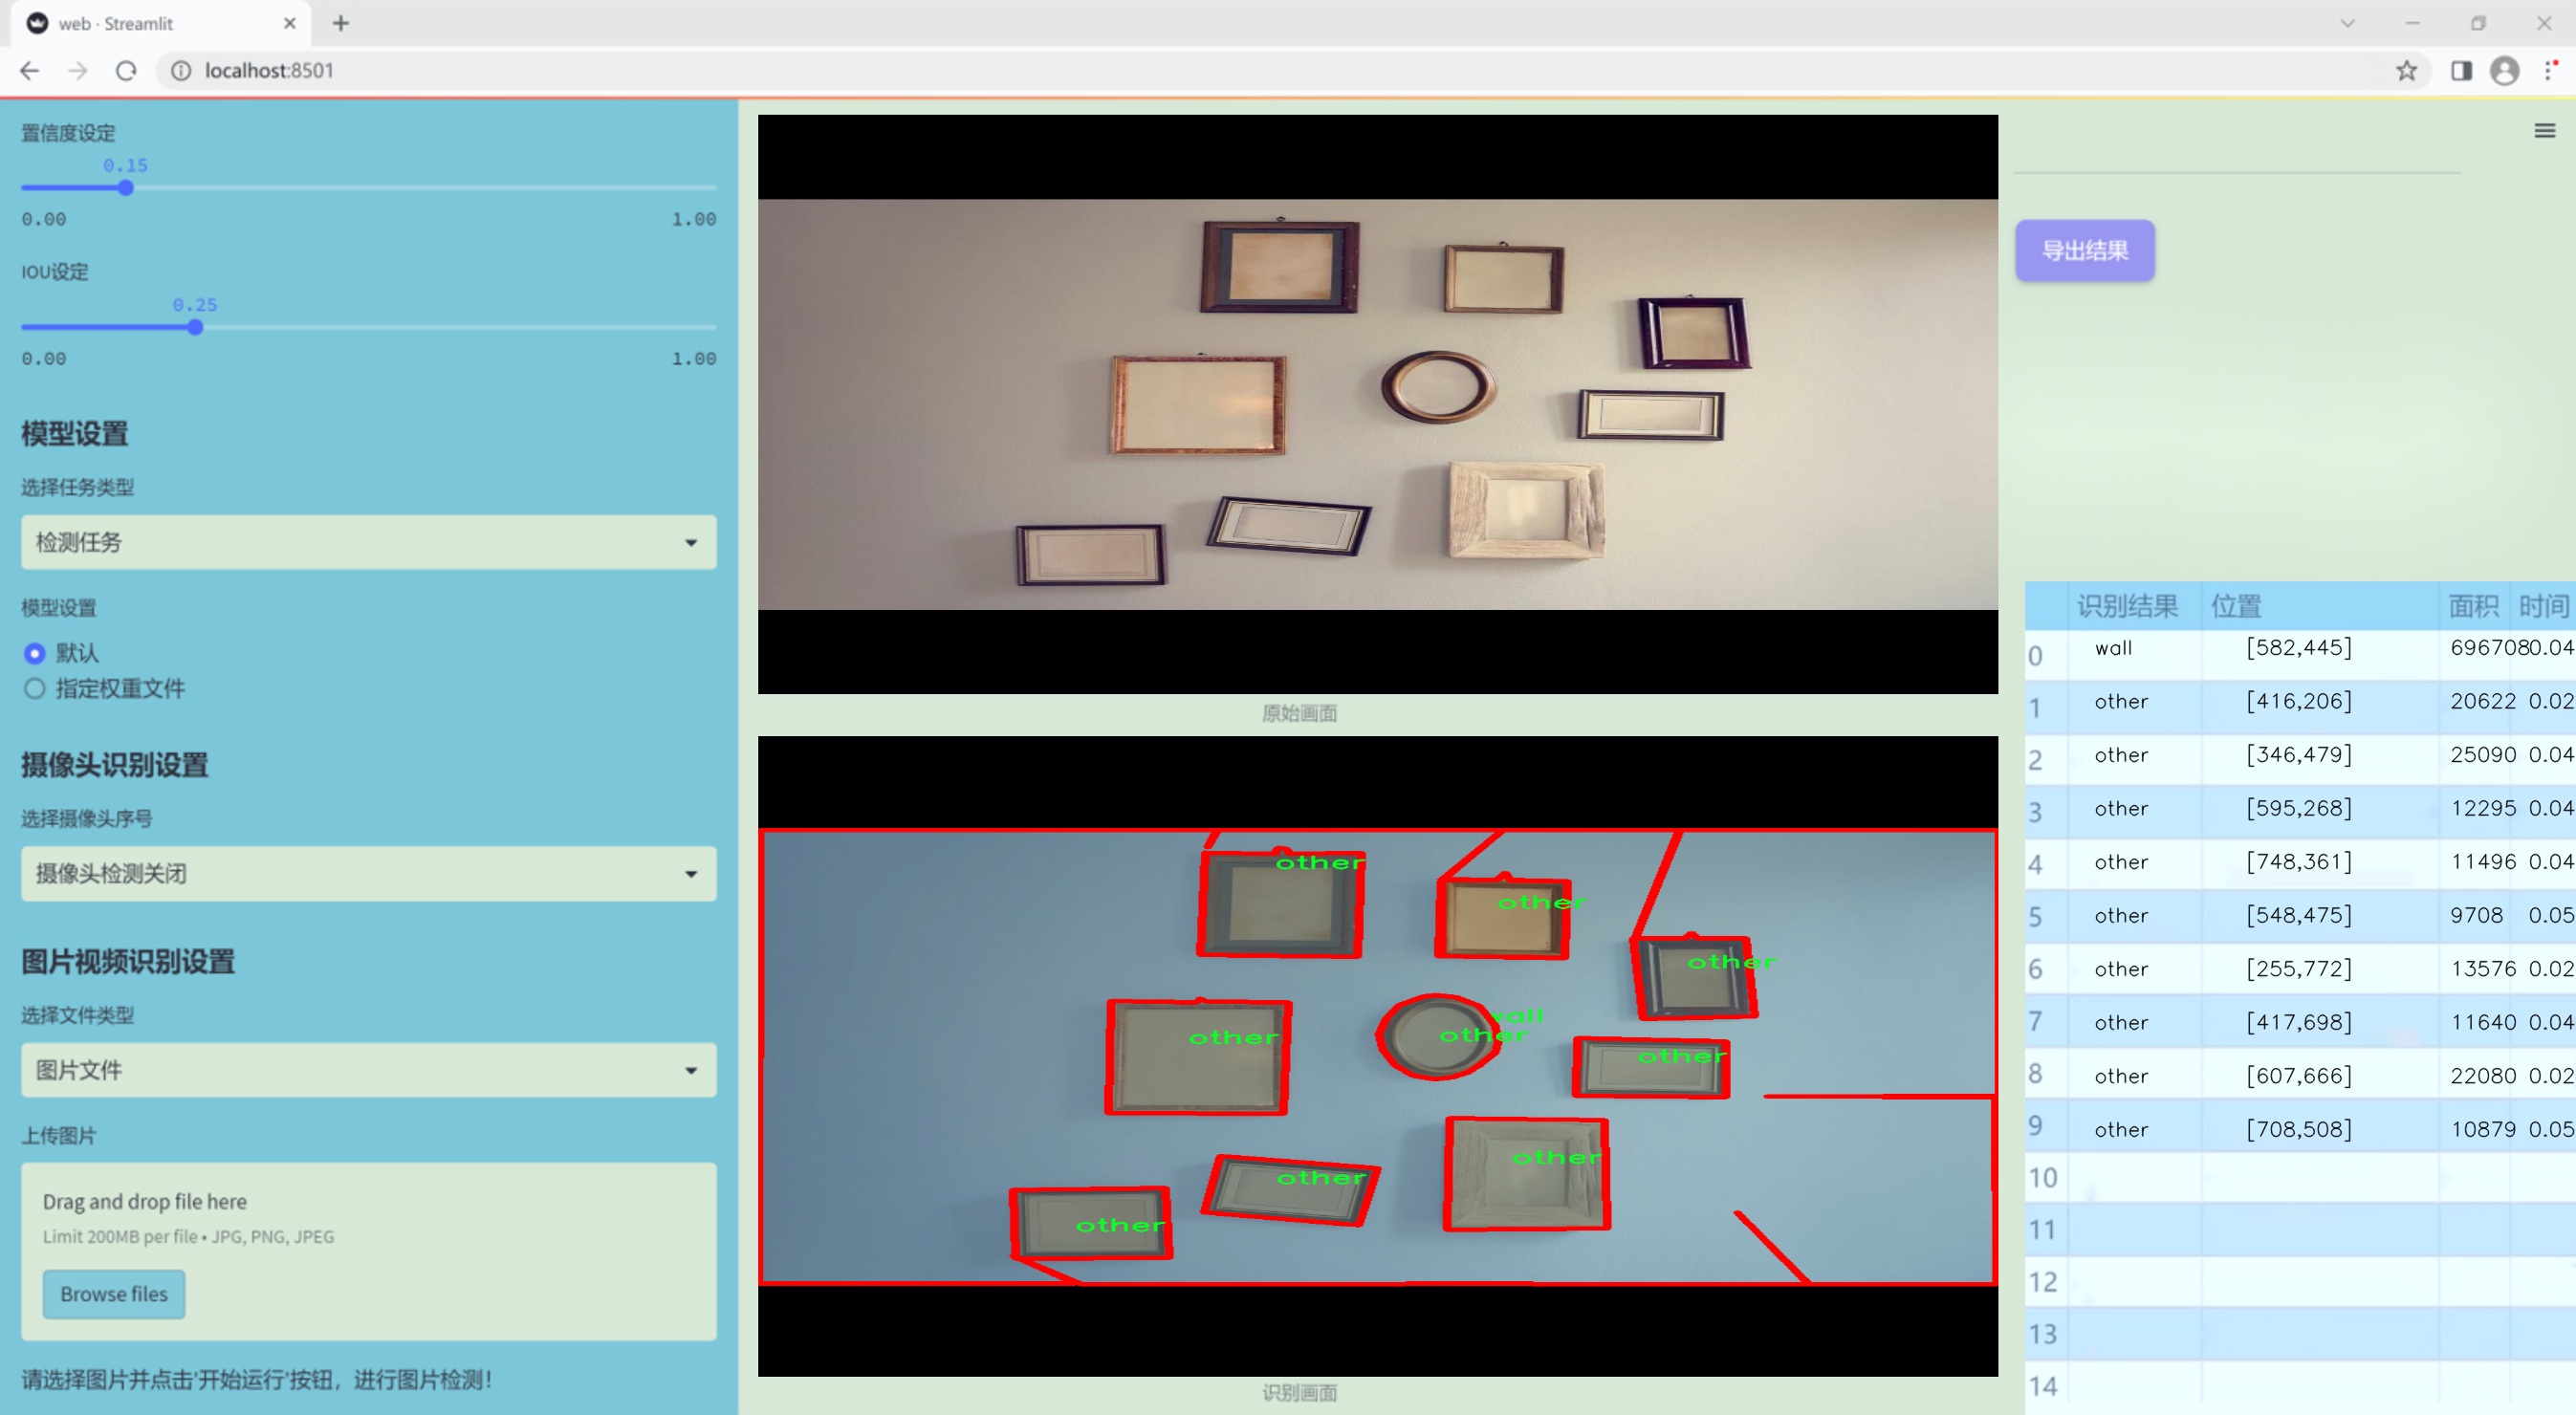 web · Streamlit
localhost:8501
置信度设定
0.15
0.00 1.00
IOU设定
0.25
0.00 1.00
模型设置
选择任务类型
检测任务
模型设置
默认
指定权重文件
摄像头识别设置
选择摄像头序号
摄像头检测关闭
图片视频识别设置
选择文件类型
图片文件
上传图片
Drag and drop file here
Limit 200MB per file • JPG, PNG, JPEG
Browse files
请选择图片并点击'开始运行'按钮，进行图片检测！
原始画面
other
other
other
wall
other
other
other
other
other
other
识别画面
导出结果
识别结果 位置 面积 时间
0 wall [582,445] 6967080.04
1 other [416,206] 20622 0.02
2 other [346,479] 25090 0.04
3 other [595,268] 12295 0.04
4 other [748,361] 11496 0.04
5 other [548,475] 9708 0.05
6 other [255,772] 13576 0.02
7 other [417,698] 11640 0.04
8 other [607,666] 22080 0.02
9 other [708,508] 10879 0.05
10
11
12
13
14